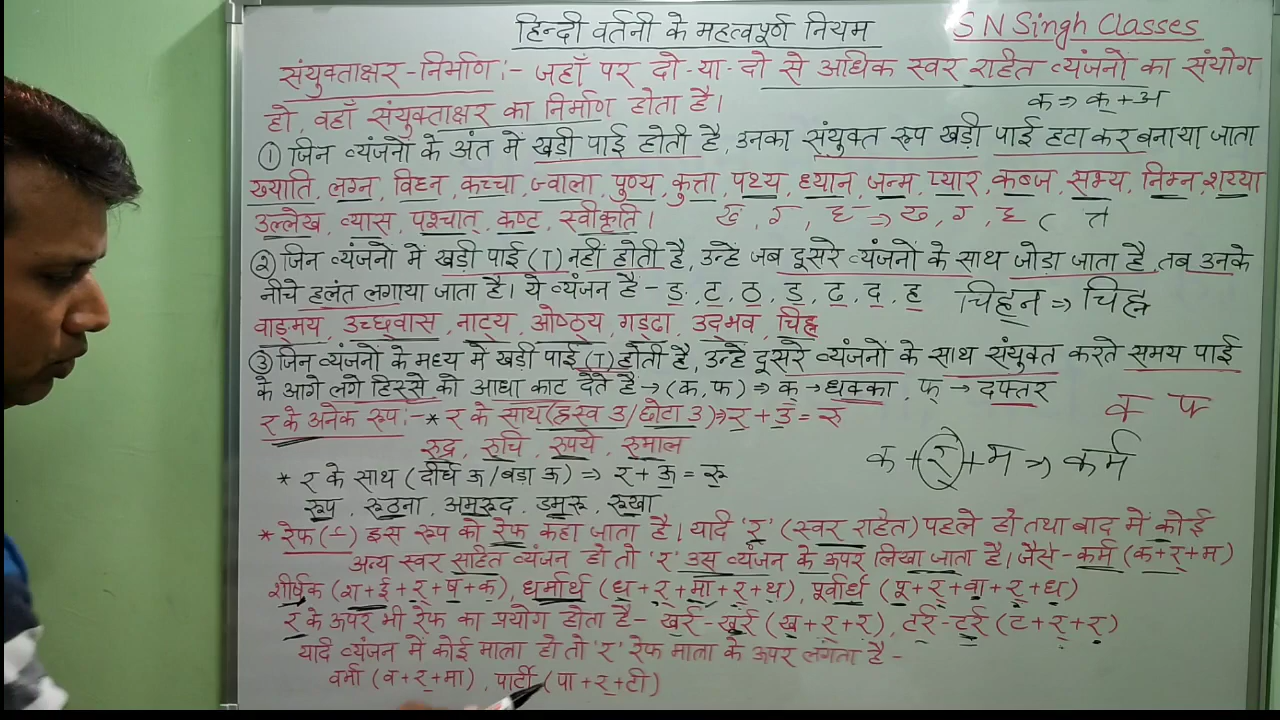 हिन्दी वर्तनी के महत्वपूर्ण नियम
S N Singh Classes
संयुक्ताक्षर-निर्माण:- जहाँ पर दो-या-दो से अधिक स्वर रहित व्यंजनों का संयोग
हो, वहाँ संयुक्ताक्षर का निर्माण होता है।
क ⇒ क् + अ
① जिन व्यंजनों के अंत में खड़ी पाई होती है, उनका संयुक्त रूप खड़ी पाई हटा कर बनाया जाता
ख्याति, लग्न, विघ्न, कच्चा, ज्वाला, पुण्य, कुत्ता, पथ्य, ध्यान, जन्म, प्यार, कब्ज, सभ्य, निम्न, शय्या
उल्लेख, व्यास, पश्चात्, कष्ट, स्वीकृति।
② जिन व्यंजनों में खड़ी पाई (ा) नहीं होती है, उन्हें जब दूसरे व्यंजनों के साथ जोड़ा जाता है, तब उनके
नीचे हलंत लगाया जाता है। ये व्यंजन हैं - ङ, ट, ठ, ड, ढ, द, ह
चिह्‌न ⇒ चिह्न
वाङ्मय, उच्छ्वास, नाट्य, ओष्ठ्य, गड्ढा, उद्भव, चिह्न
③ जिन व्यंजनों के मध्य में खड़ी पाई (ा) होती है, उन्हें दूसरे व्यंजनों के साथ संयुक्त करते समय पाई
के आगे लगे हिस्से को आधा काट देते हैं → (क, फ) ⇒ क् → धक्का, फ् → दफ्तर
र के अनेक रूप:- * र के साथ (ह्रस्व उ/छोटा उ) ⇒ र + उ = रु
रुद्र, रुचि, रुपये, रुमाल
क + र् + म ⇒ कर्म
* र के साथ (दीर्घ ऊ/बड़ा ऊ) ⇒ र + ऊ = रू
रूप, रूठना, अमरूद, डमरू, रूखा
* रेफ (र्) इस रूप को रेफ कहा जाता है। यदि 'र्' (स्वर रहित) पहले हो तथा बाद में कोई
अन्य स्वर सहित व्यंजन हो तो 'र' उस व्यंजन के ऊपर लिखा जाता है। जैसे - कर्म (क+र्+म)
शीर्षक (श+ई+र्+ष+क), धर्मार्थ (ध+र्+मा+र्+थ), पूर्वार्ध (पू+र्+वा+र्+ध)
र के ऊपर भी रेफ का प्रयोग होता है - खर्र-खर्र (ख+र्+र), टर्र-टर्र (ट+र्+र)
यदि व्यंजन में कोई मात्रा हो तो 'र' रेफ मात्रा के ऊपर लगता है -
वर्मा (व+र्+मा), पार्टी (पा+र्+टी)